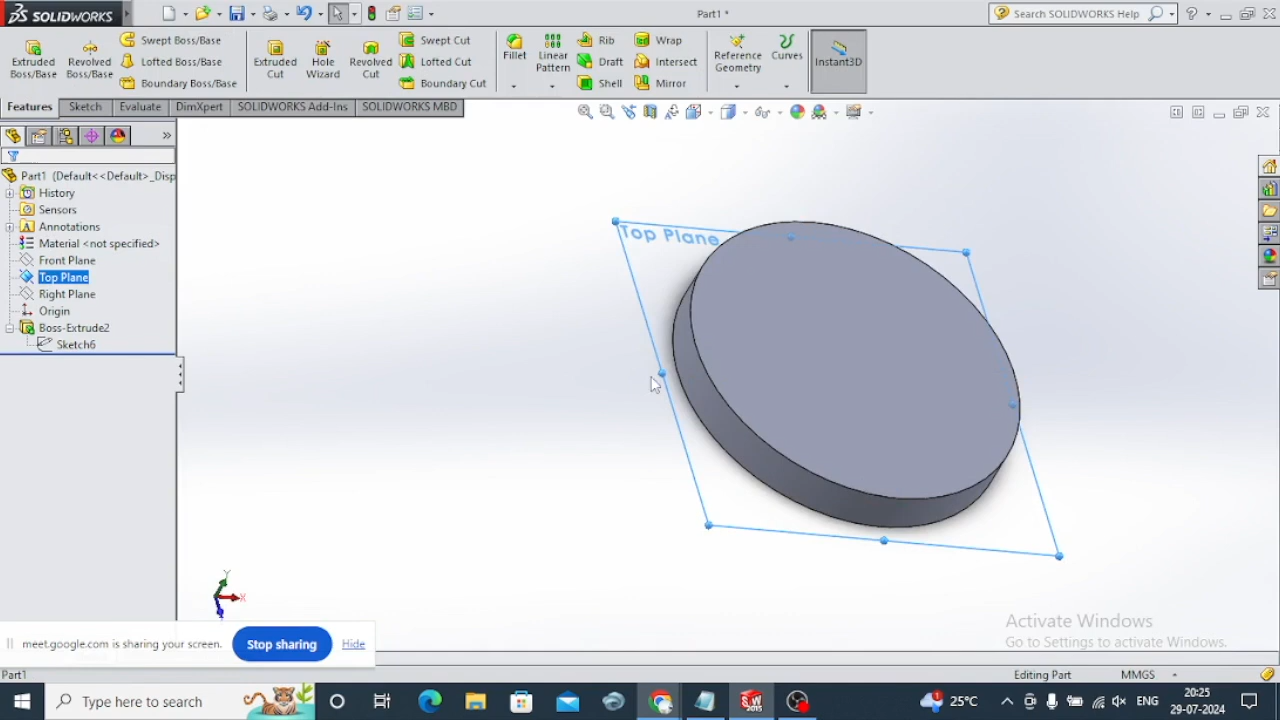 SOLIDWORKS
Part1 *
Search SOLIDWORKS Help
Extruded Boss/Base
Revolved Boss/Base
Swept Boss/Base
Lofted Boss/Base
Boundary Boss/Base
Extruded Cut
Hole Wizard
Revolved Cut
Swept Cut
Lofted Cut
Boundary Cut
Fillet
Linear Pattern
Rib
Draft
Shell
Wrap
Intersect
Mirror
Reference Geometry
Curves
Instant3D
Features
Sketch
Evaluate
DimXpert
SOLIDWORKS Add-Ins
SOLIDWORKS MBD
Part1 (Default<<Default>_Disp
History
Sensors
Annotations
Material <not specified>
Front Plane
Top Plane
Right Plane
Origin
Boss-Extrude2
Sketch6
Top Plane
Y
X
Z
meet.google.com is sharing your screen.
Stop sharing
Hide
Activate Windows
Go to Settings to activate Windows.
Part1
Editing Part
MMGS
Type here to search
SW
2015
25°C
ENG
20:25
29-07-2024